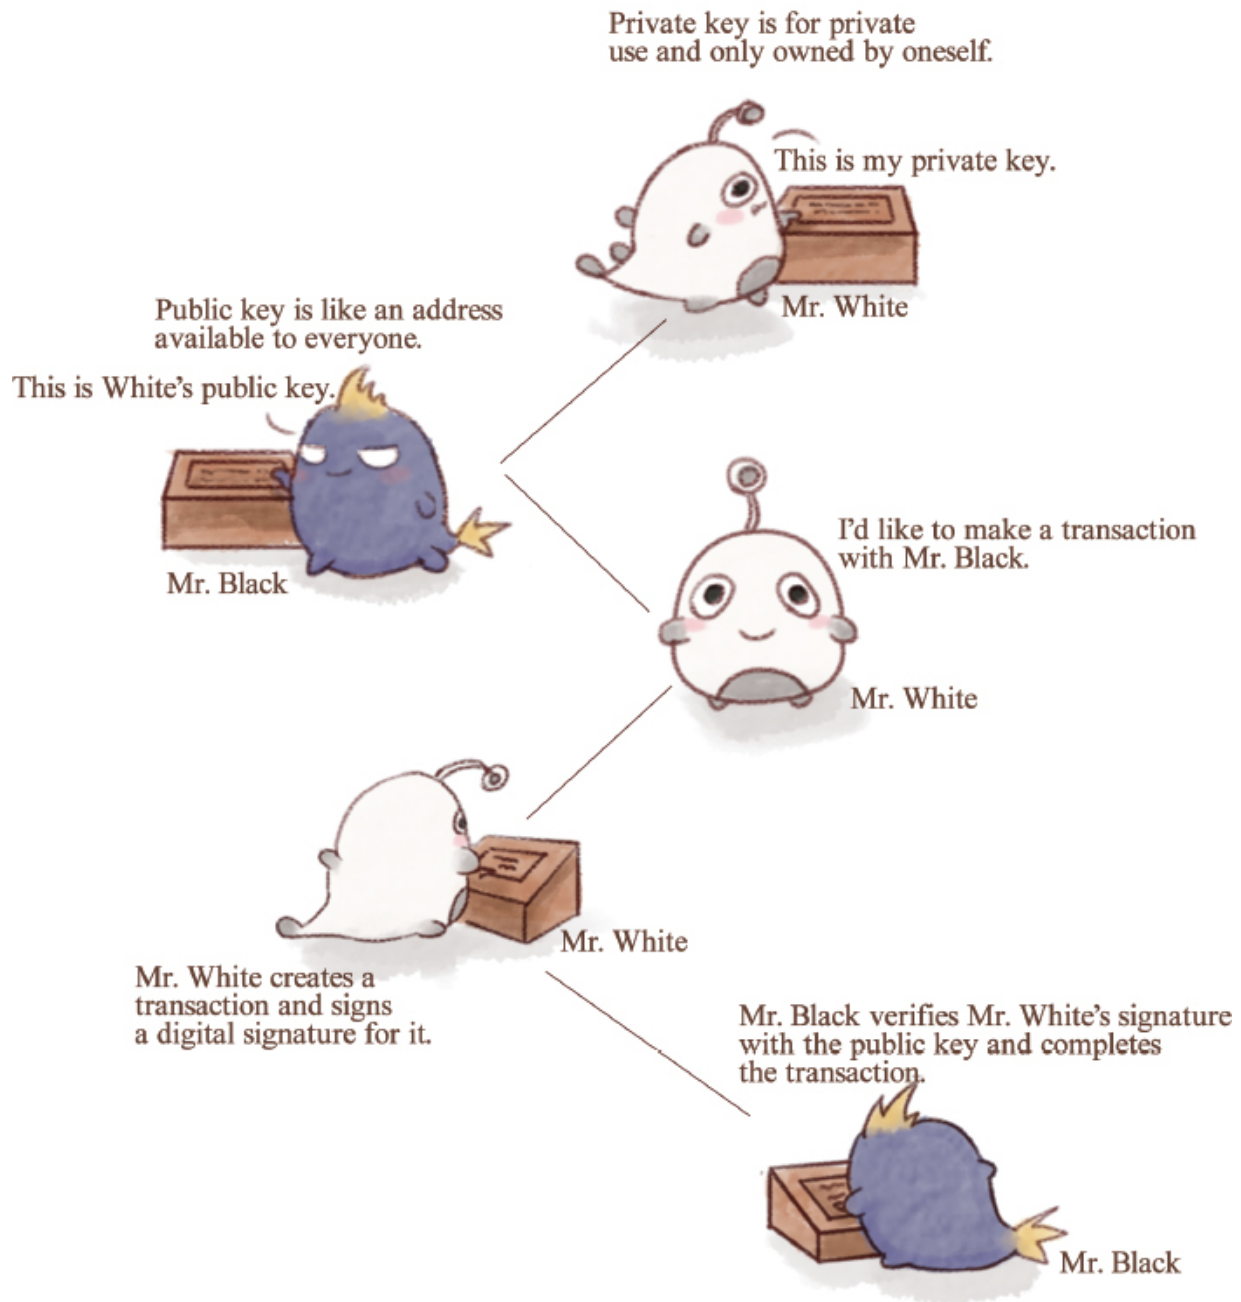 Private key is for private
use and only owned by oneself.
This is my private key.
Mr. White
Public key is like an address
available to everyone.
This is White’s public key.
Mr. Black
I’d like to make a transaction
with Mr. Black.
Mr. White
Mr. White
Mr. White creates a
transaction and signs
a digital signature for it.
Mr. Black verifies Mr. White’s signature
with the public key and completes
the transaction.
Mr. Black